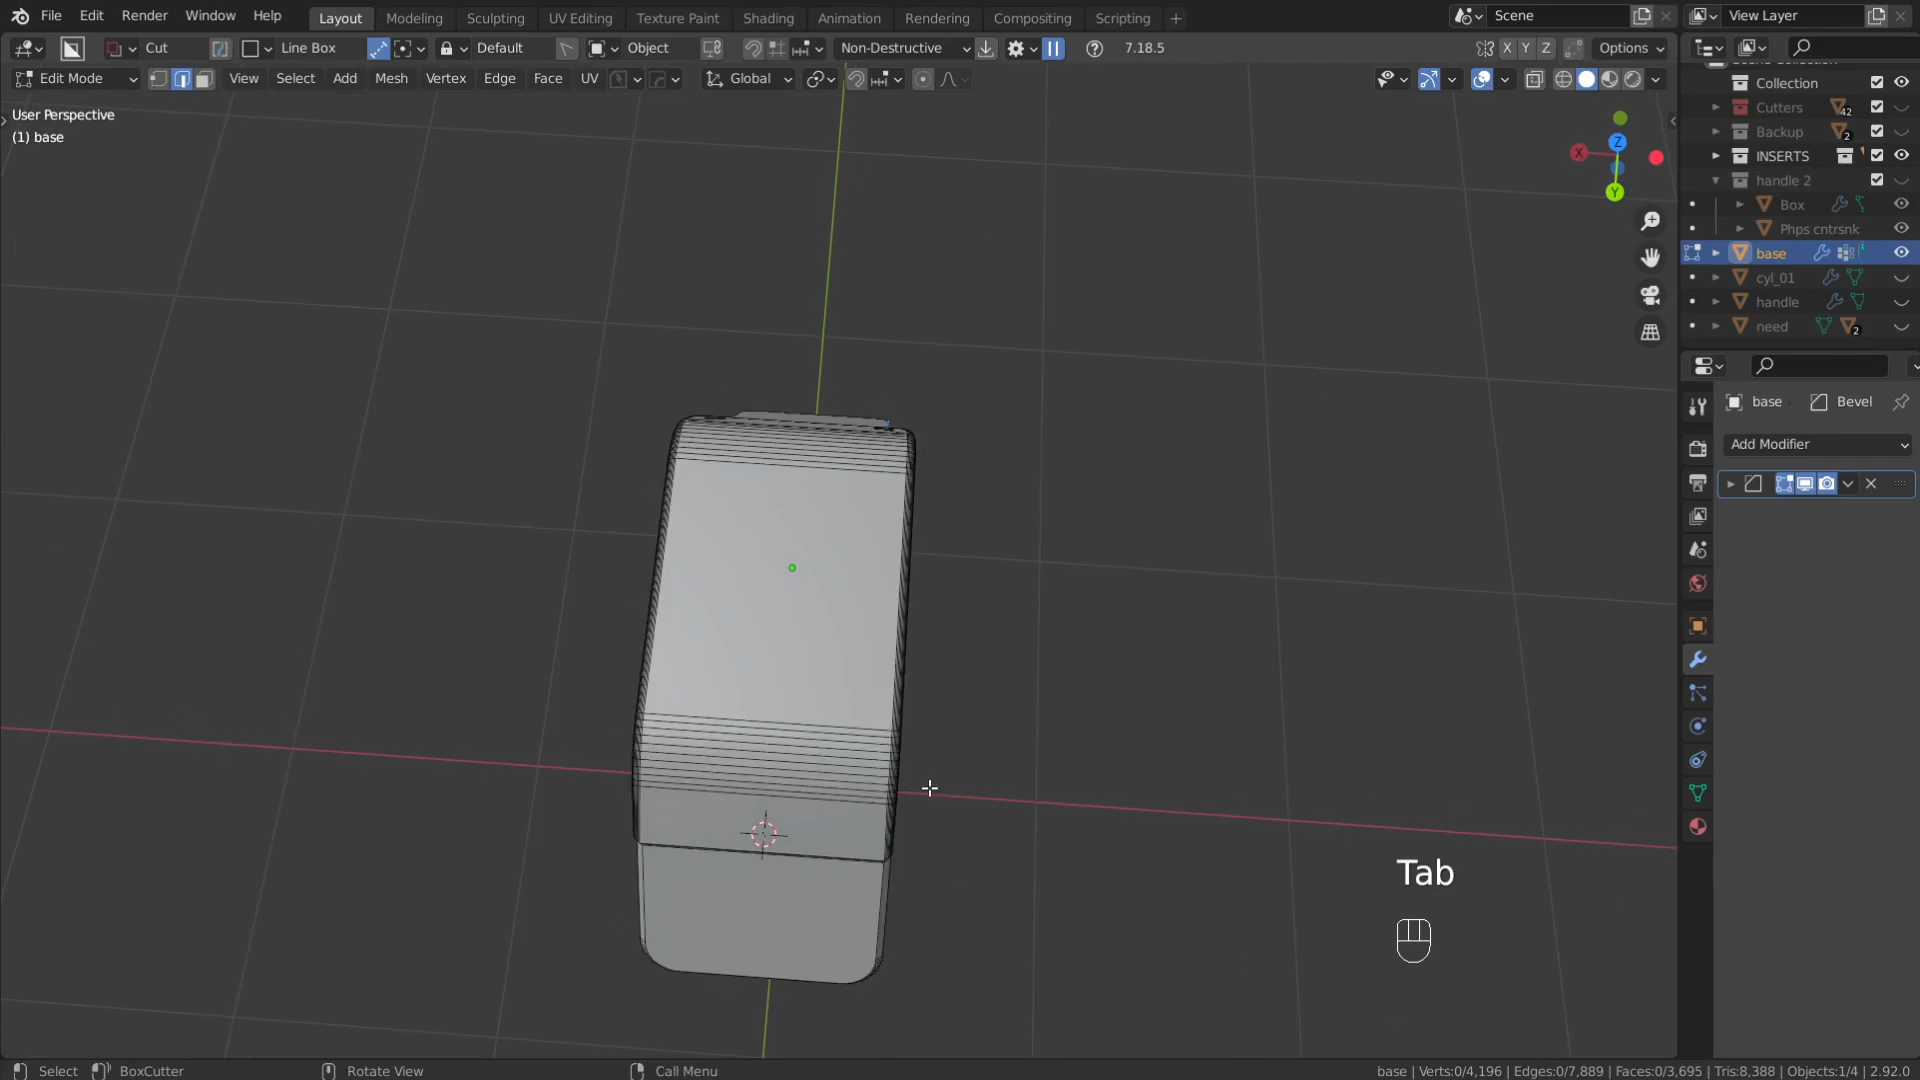 File Edit Render Window Help Layout Modeling Sculpting UV Editing Texture Paint Shading Animation Rendering Compositing Scripting + Scene View Layer
Cut Line Box Default Object Non-Destructive 7.18.5 X Y Z Options
Edit Mode View Select Add Mesh Vertex Edge Face UV Global
User Perspective
(1) base
X
Z
Y
Collection
Cutters 42
Backup 2
INSERTS
handle 2
Box
Phps cntrsnk
base
cyl_01
handle
need 2
base Bevel
Add Modifier
Tab
Select BoxCutter Rotate View Call Menu base | Verts:0/4,196 | Edges:0/7,889 | Faces:0/3,695 | Tris:8,388 | Objects:1/4 | 2.92.0